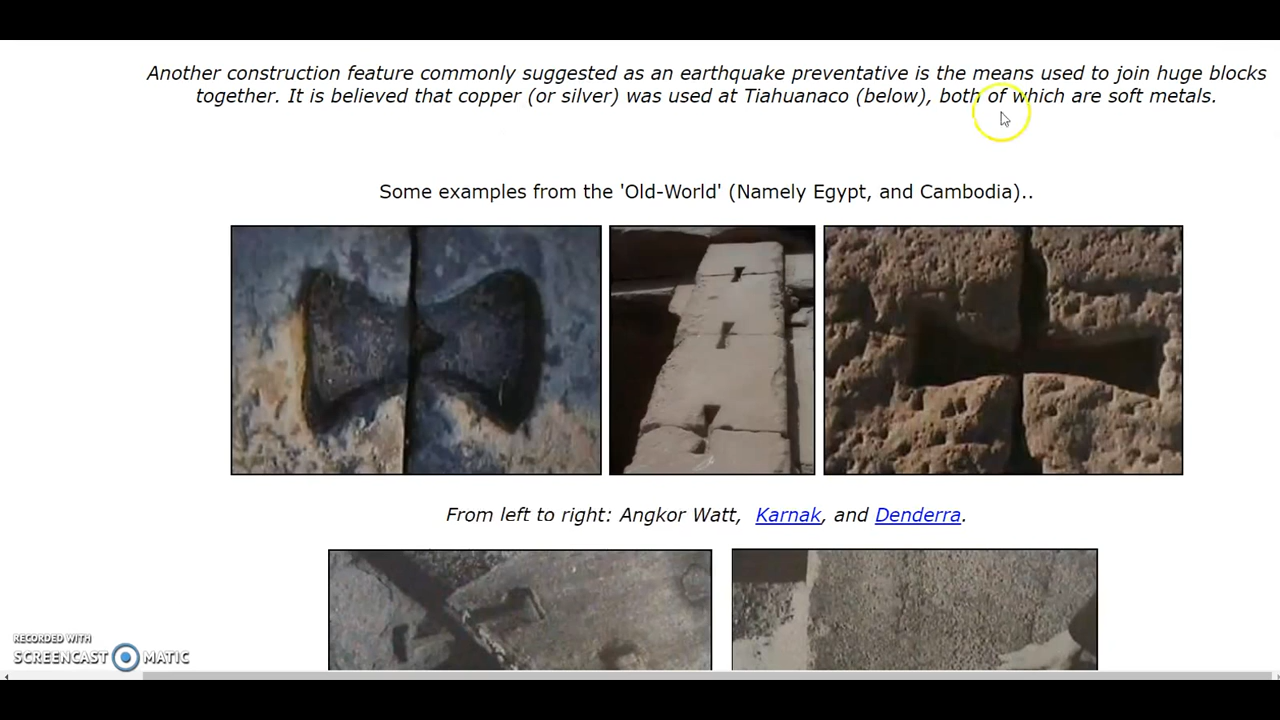 Another construction feature commonly suggested as an earthquake preventative is the means used to join huge blocks
together. It is believed that copper (or silver) was used at Tiahuanaco (below), both of which are soft metals.
Some examples from the 'Old-World' (Namely Egypt, and Cambodia)..
From left to right: Angkor Watt, Karnak, and Denderra.
RECORDED WITH
SCREENCAST MATIC